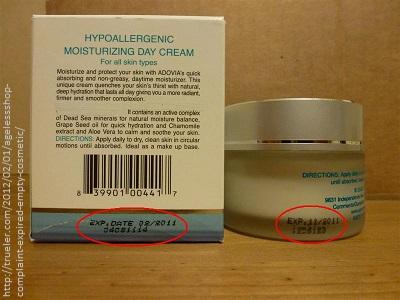 http://truelier.com/2012/02/01/agelessshop-
complaint-expired-empty-cosmetic/
HYPOALLERGENIC
MOISTURIZING DAY CREAM
For all skin types
Moisturize and protect your skin with ADOVIA's quick
absorbing and non-greasy, daytime moisturizer. This
unique cream quenches your skin's thirst with natural,
deep hydration that lasts all day giving you a more radiant,
firmer and smoother complexion.
It contains an active complex
of Dead Sea minerals for natural moisture balance,
Grape Seed oil for quick hydration and Chamomile
extract and Aloe Vera to calm and soothe your skin.
DIRECTIONS: Apply daily to dry, clean skin in circular
motions until absorbed. Ideal as a make up base.
8 39901 00441 7
EXP.DATE 02/2011
04081114
DIRECTIONS: Apply daily
until absorbed,
9831 Independence
EXP.11/2011